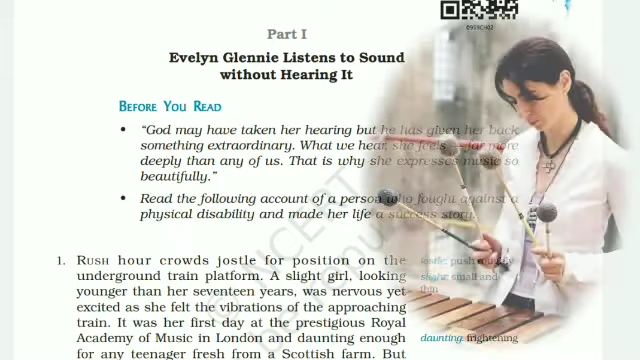 0959CH02
Part I
Evelyn Glennie Listens to Sound
without Hearing It
BEFORE YOU READ
• "God may have taken her hearing but he has given her back
something extraordinary. What we hear, she feels — far more
deeply than any of us. That is why she expresses music so
beautifully."
• Read the following account of a person who fought against a
physical disability and made her life a success story.
1. RUSH hour crowds jostle for position on the
underground train platform. A slight girl, looking
younger than her seventeen years, was nervous yet
excited as she felt the vibrations of the approaching
train. It was her first day at the prestigious Royal
Academy of Music in London and daunting enough
for any teenager fresh from a Scottish farm. But
jostle: push roughly
slight: small and
thin
daunting: frightening
© NCERT
be repu